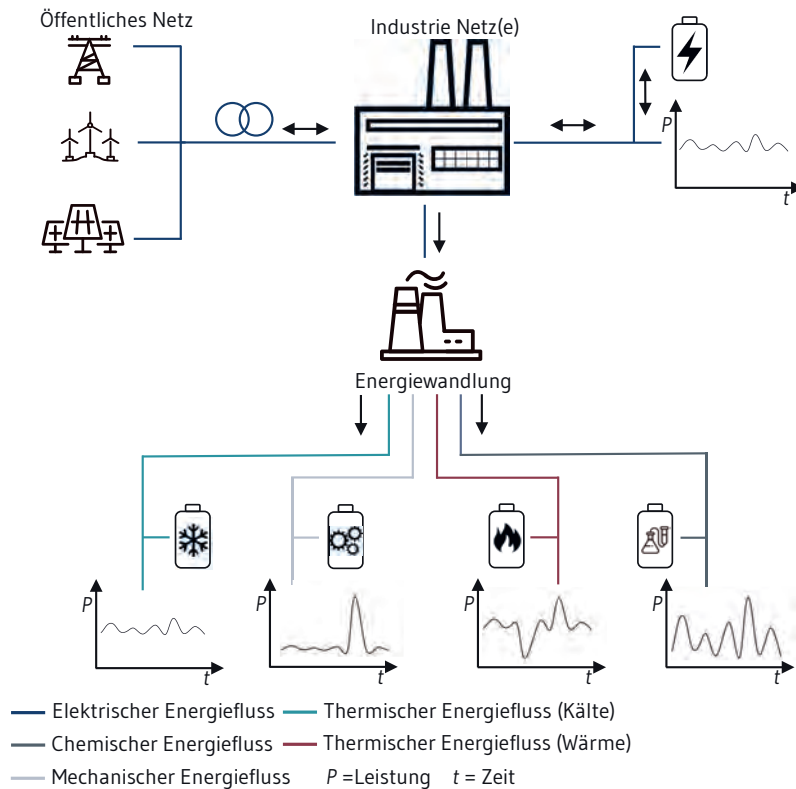 Öffentliches Netz
Industrie Netz(e)
P
t
Energiewandlung
P
t
P
t
P
t
P
t
Elektrischer Energiefluss
Thermischer Energiefluss (Kälte)
Chemischer Energiefluss
Thermischer Energiefluss (Wärme)
Mechanischer Energiefluss
P =Leistung t = Zeit